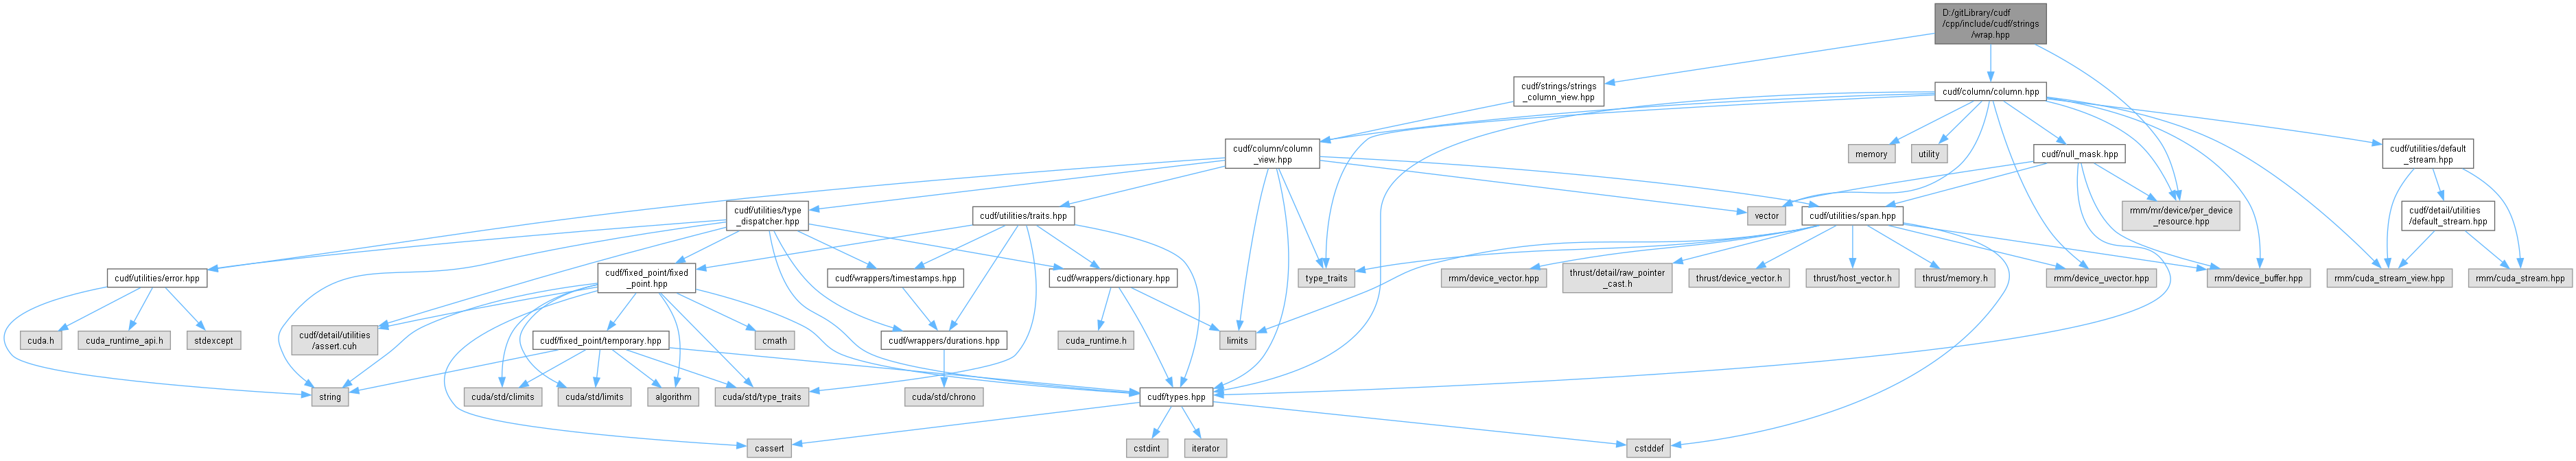 D:/gitLibrary/cudf
/cpp/include/cudf/strings
/wrap.hpp
cudf/strings/strings
_column_view.hpp
cudf/column/column.hpp
cudf/column/column
_view.hpp
memory
utility
cudf/null_mask.hpp
cudf/utilities/default
_stream.hpp
cudf/utilities/type
_dispatcher.hpp
cudf/utilities/traits.hpp
vector
cudf/utilities/span.hpp
rmm/mr/device/per_device
_resource.hpp
cudf/detail/utilities
/default_stream.hpp
cudf/utilities/error.hpp
cudf/fixed_point/fixed
_point.hpp
cudf/wrappers/timestamps.hpp
cudf/wrappers/dictionary.hpp
type_traits
rmm/device_vector.hpp
thrust/detail/raw_pointer
_cast.h
thrust/device_vector.h
thrust/host_vector.h
thrust/memory.h
rmm/device_uvector.hpp
rmm/device_buffer.hpp
rmm/cuda_stream_view.hpp
rmm/cuda_stream.hpp
cuda.h
cuda_runtime_api.h
stdexcept
cudf/detail/utilities
/assert.cuh
cudf/fixed_point/temporary.hpp
cmath
cudf/wrappers/durations.hpp
cuda_runtime.h
limits
string
cuda/std/climits
cuda/std/limits
algorithm
cuda/std/type_traits
cuda/std/chrono
cudf/types.hpp
cassert
cstdint
iterator
cstddef